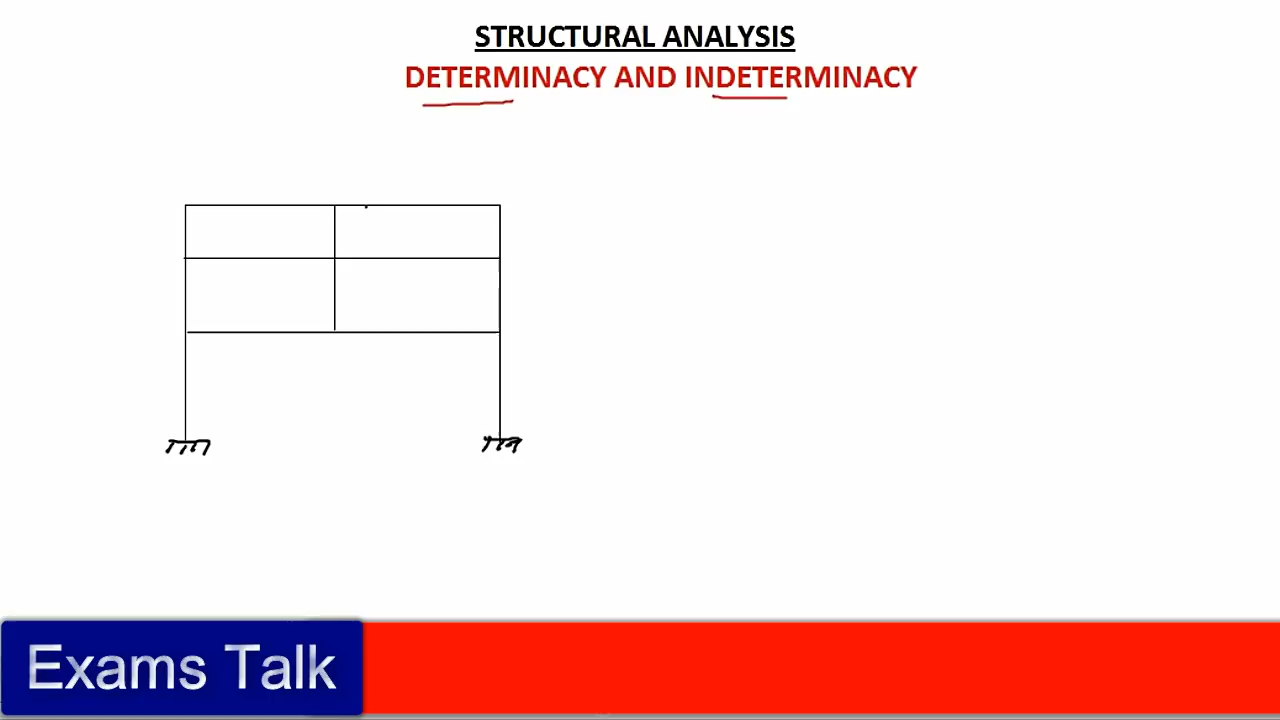 STRUCTURAL ANALYSIS
DETERMINACY AND INDETERMINACY
Exams Talk